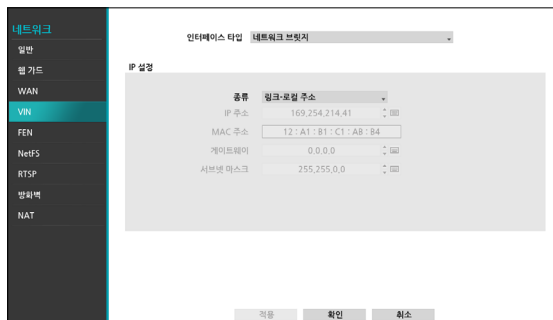 네트워크
일반
웹 가드
WAN
VIN
FEN
NetFS
RTSP
방화벽
NAT
인터페이스 타입 네트워크 브릿지
IP 설정
종류 링크-로컬 주소
IP 주소 169.254.214.41
MAC 주소 12 : A1 : B1 : C1 : AB : B4
게이트웨이 0.0.0.0
서브넷 마스크 255.255.0.0
적용 확인 취소